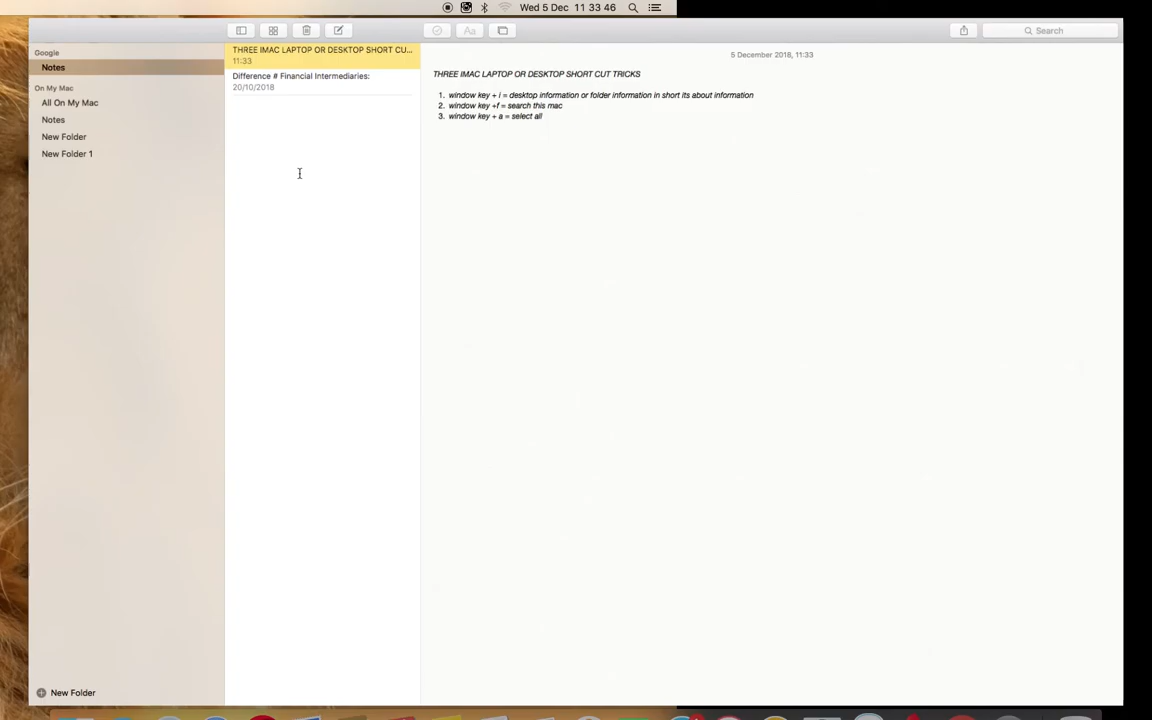 Wed 5 Dec 11 33 46
Aa
Search
Google
Notes
On My Mac
All On My Mac
Notes
New Folder
New Folder 1
New Folder
THREE IMAC LAPTOP OR DESKTOP SHORT CU...
11:33
Difference # Financial Intermediaries:
20/10/2018
5 December 2018, 11:33
THREE IMAC LAPTOP OR DESKTOP SHORT CUT TRICKS
1. window key + i = desktop information or folder information in short its about information
2. window key +f = search this mac
3. window key + a = select all